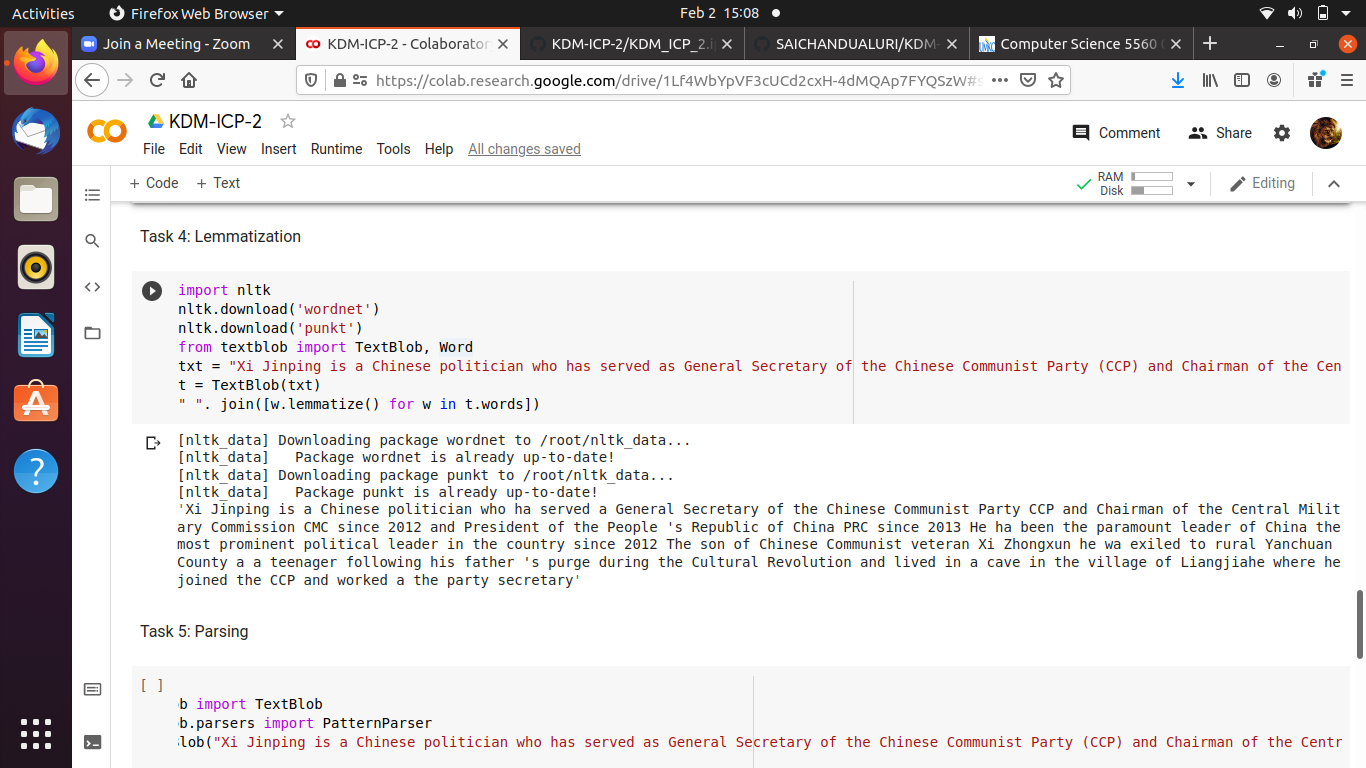 Activities
Firefox Web Browser
Feb 2 15:08
Join a Meeting - Zoom
KDM-ICP-2 - Colaborator
KDM-ICP-2/KDM_ICP_2.i
SAICHANDUALURI/KDM-
UMKC
Computer Science 5560 (
https://colab.research.google.com/drive/1Lf4WbYpVF3cUCd2cxH-4dMQAp7FYQSzW#s
KDM-ICP-2
Comment
Share
File Edit View Insert Runtime Tools Help All changes saved
+ Code + Text
RAM
Disk
Editing
Task 4: Lemmatization
import nltk
nltk.download('wordnet')
nltk.download('punkt')
from textblob import TextBlob, Word
txt = "Xi Jinping is a Chinese politician who has served as General Secretary of the Chinese Communist Party (CCP) and Chairman of the Cen
t = TextBlob(txt)
" ". join([w.lemmatize() for w in t.words])
[nltk_data] Downloading package wordnet to /root/nltk_data...
[nltk_data]   Package wordnet is already up-to-date!
[nltk_data] Downloading package punkt to /root/nltk_data...
[nltk_data]   Package punkt is already up-to-date!
'Xi Jinping is a Chinese politician who ha served a General Secretary of the Chinese Communist Party CCP and Chairman of the Central Milit
ary Commission CMC since 2012 and President of the People 's Republic of China PRC since 2013 He ha been the paramount leader of China the
most prominent political leader in the country since 2012 The son of Chinese Communist veteran Xi Zhongxun he wa exiled to rural Yanchuan
County a a teenager following his father 's purge during the Cultural Revolution and lived in a cave in the village of Liangjiahe where he
joined the CCP and worked a the party secretary'
Task 5: Parsing
[ ]
b import TextBlob
b.parsers import PatternParser
lob("Xi Jinping is a Chinese politician who has served as General Secretary of the Chinese Communist Party (CCP) and Chairman of the Centr